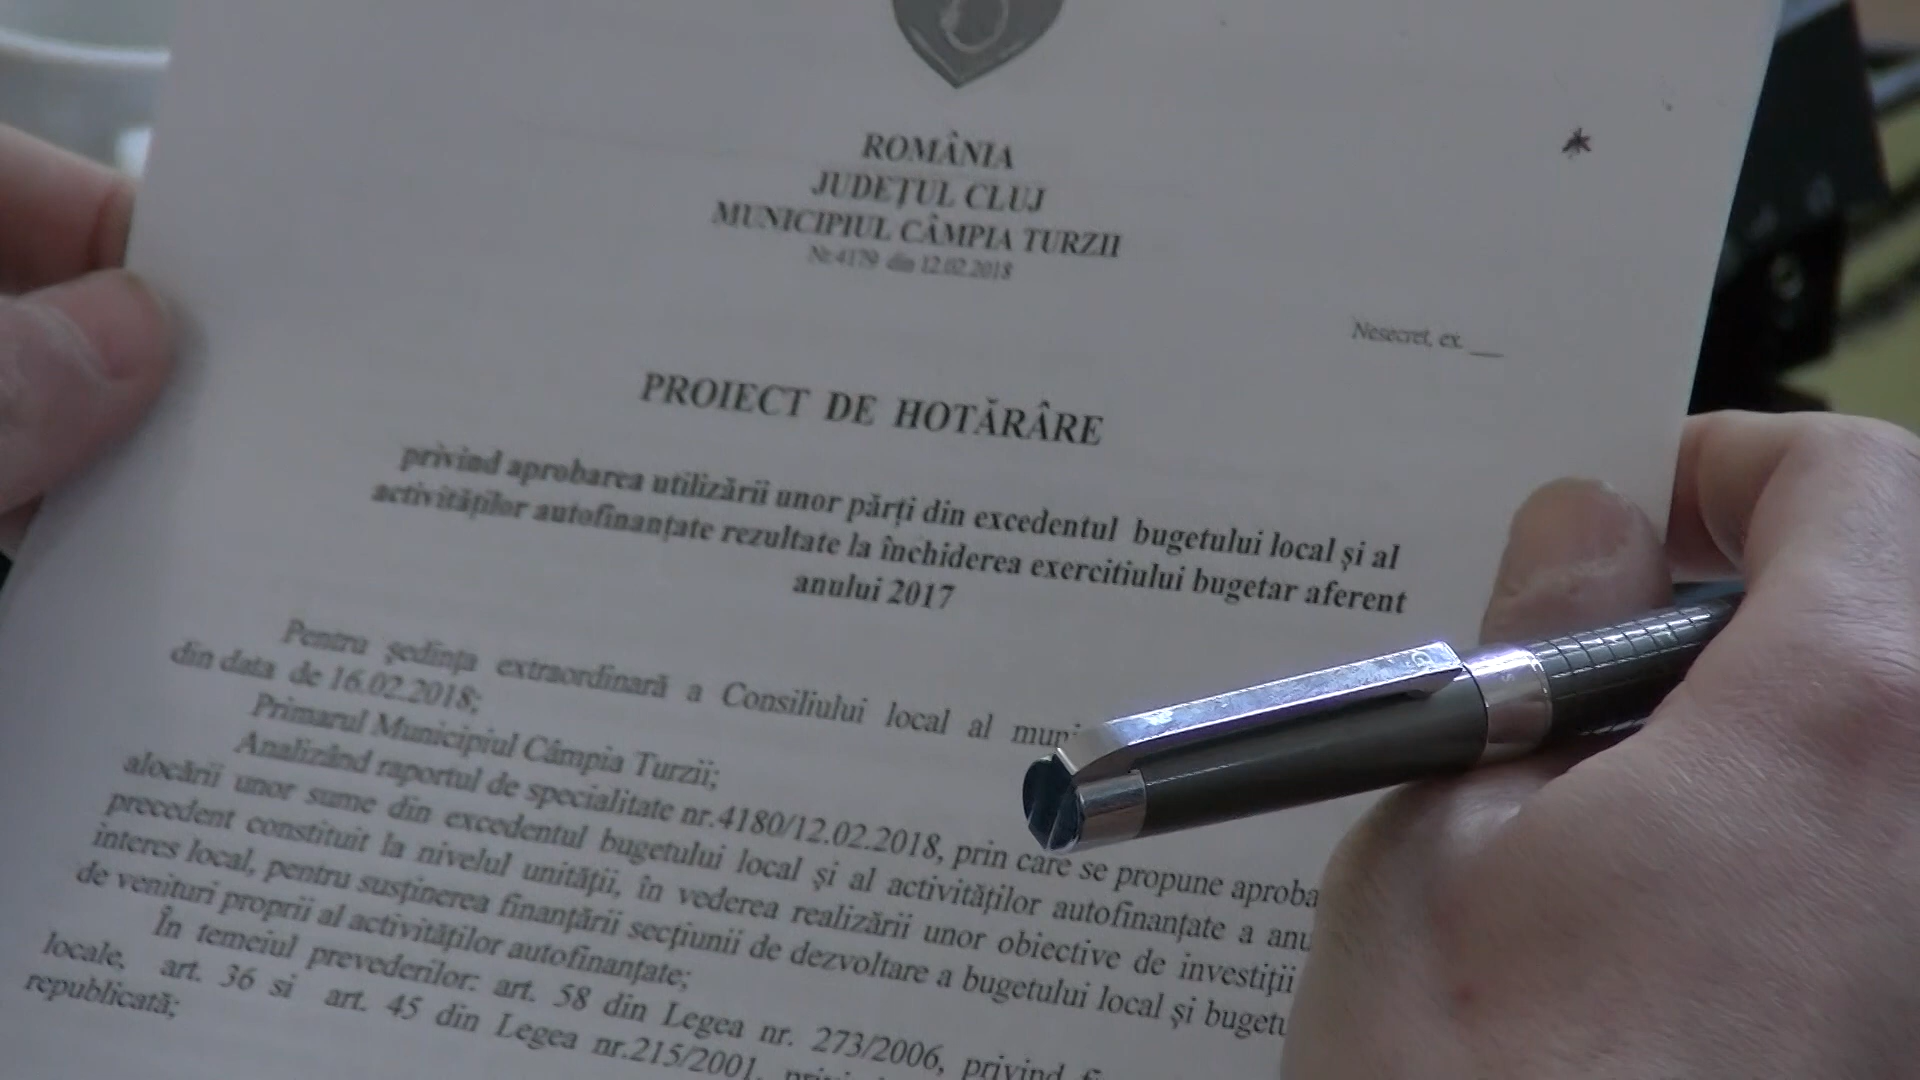 ROMÂNIA
JUDEȚUL CLUJ
MUNICIPIUL CÂMPIA TURZII
Nr.4179 din 12.02.2018
Nesecret, ex. __
PROIECT DE HOTĂRÂRE
privind aprobarea utilizării unor părți din excedentul bugetului local și al
activităților autofinanțate rezultate la închiderea exercitiului bugetar aferent
anului 2017
Pentru ședința extraordinară a Consiliului local al muni
din data de 16.02.2018;
Primarul Municipiul Câmpia Turzii;
Analizând raportul de specialitate nr.4180/12.02.2018, prin care se propune aproba
alocării unor sume din excedentul bugetului local și al activităților autofinanțate a anu
precedent constituit la nivelul unității, în vederea realizării unor obiective de investiții
interes local, pentru susținerea finanțării secțiunii de dezvoltare a bugetului local și bugetu
de venituri proprii al activităților autofinanțate;
În temeiul prevederilor: art. 58 din Legea nr. 273/2006, privind
locale, art. 36 si art. 45 din Legea nr.215/2001,
republicată;